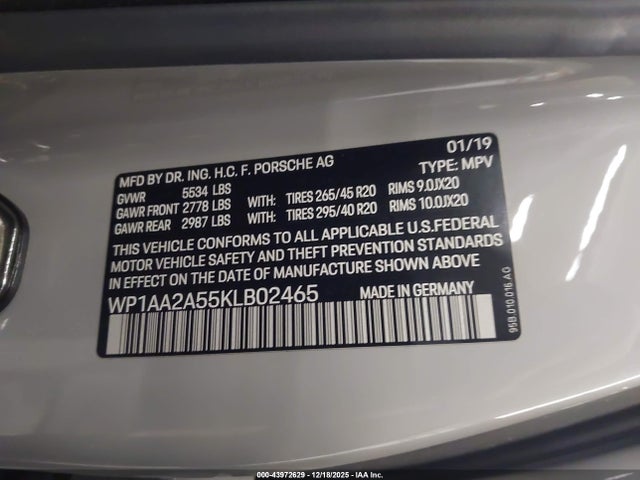 01/19
MFD BY DR. ING. H.C. F. PORSCHE AG TYPE: MPV
GVWR 5534 LBS
GAWR FRONT 2778 LBS WITH: TIRES 265/45 R20 RIMS 9.0JX20
GAWR REAR 2987 LBS WITH: TIRES 295/40 R20 RIMS 10.0JX20
THIS VEHICLE CONFORMS TO ALL APPLICABLE U.S.FEDERAL
MOTOR VEHICLE SAFETY AND THEFT PREVENTION STANDARDS
IN EFFECT ON THE DATE OF MANUFACTURE SHOWN ABOVE
WP1AA2A55KLB02465 MADE IN GERMANY
95B.010.016.AG
000-43972629 - 12/18/2025 - IAA Inc.